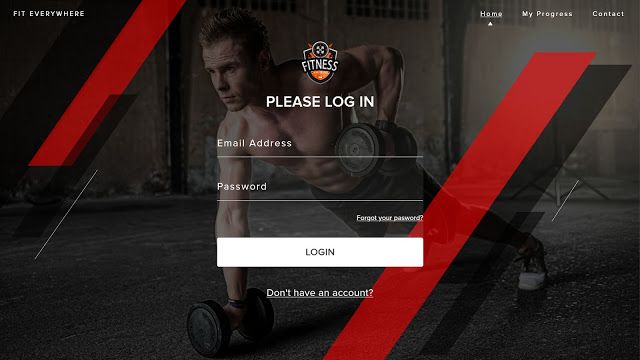 FIT EVERYWHERE
Home
My Progress
Contact
FITNESS
PLEASE LOG IN
Email Address
Password
Forgot your pasword?
LOGIN
Don't have an account?